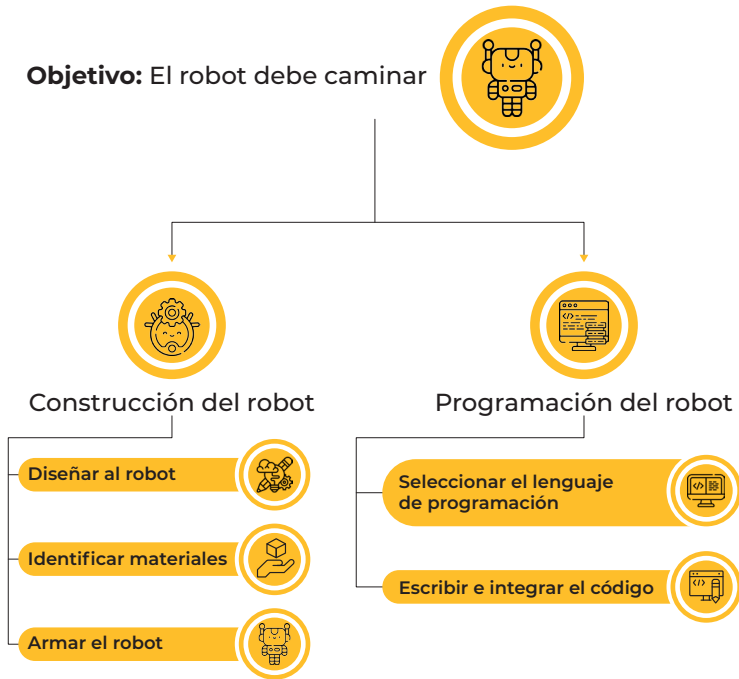 Objetivo: El robot debe caminar
Construcción del robot
Diseñar al robot
Identificar materiales
Armar el robot
Programación del robot
Seleccionar el lenguaje
de programación
Escribir e integrar el código